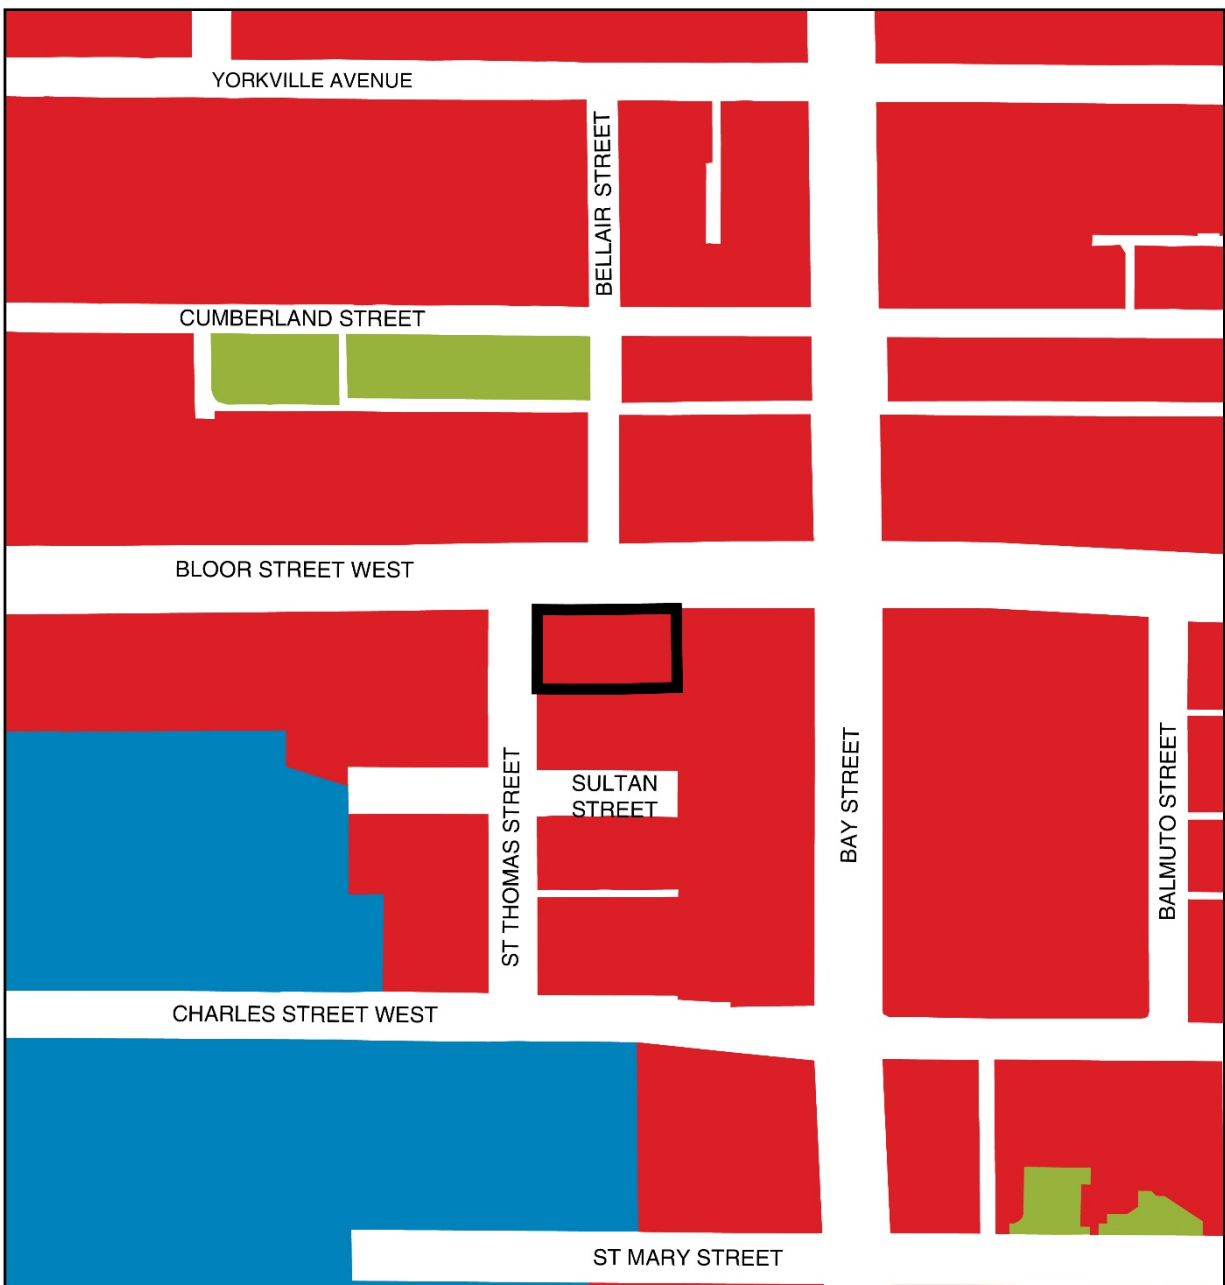 YORKVILLE AVENUE
BELLAIR STREET
CUMBERLAND STREET
BLOOR STREET WEST
SULTAN
STREET
ST THOMAS STREET
BAY STREET
BALMUTO STREET
CHARLES STREET WEST
ST MARY STREET